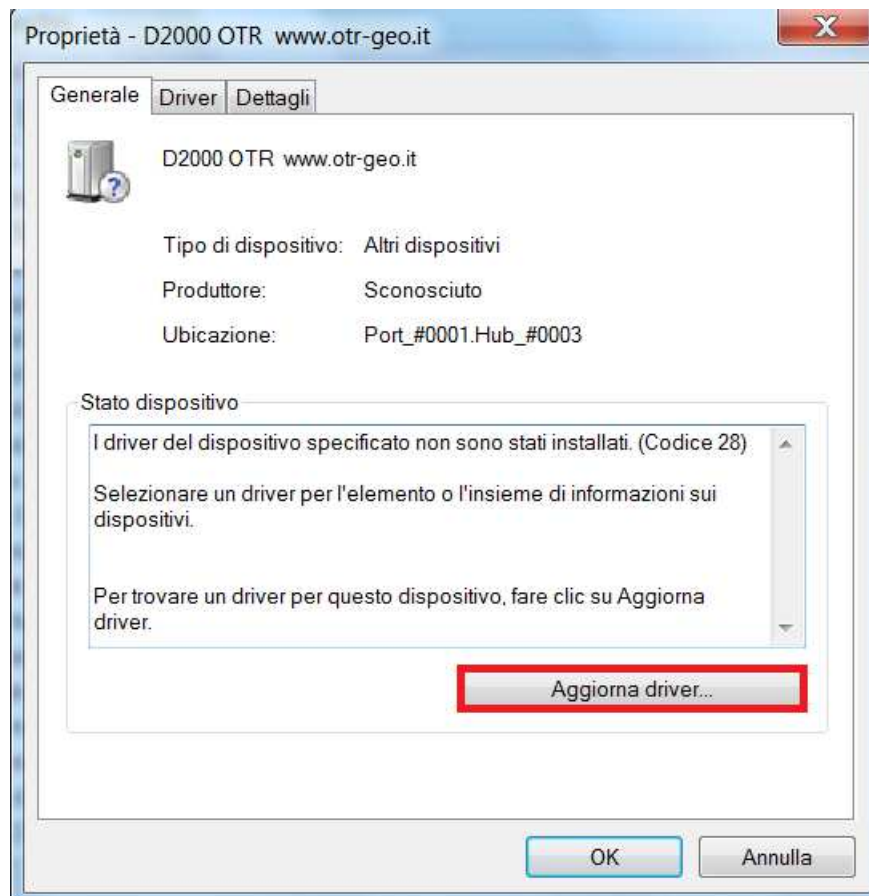 Proprietà - D2000 OTR www.otr-geo.it
X
Generale Driver Dettagli
D2000 OTR www.otr-geo.it
Tipo di dispositivo: Altri dispositivi
Produttore: Sconosciuto
Ubicazione: Port_#0001.Hub_#0003
Stato dispositivo
I driver del dispositivo specificato non sono stati installati. (Codice 28)
Selezionare un driver per l'elemento o l'insieme di informazioni sui
dispositivi.
Per trovare un driver per questo dispositivo, fare clic su Aggiorna
driver.
Aggiorna driver...
OK Annulla